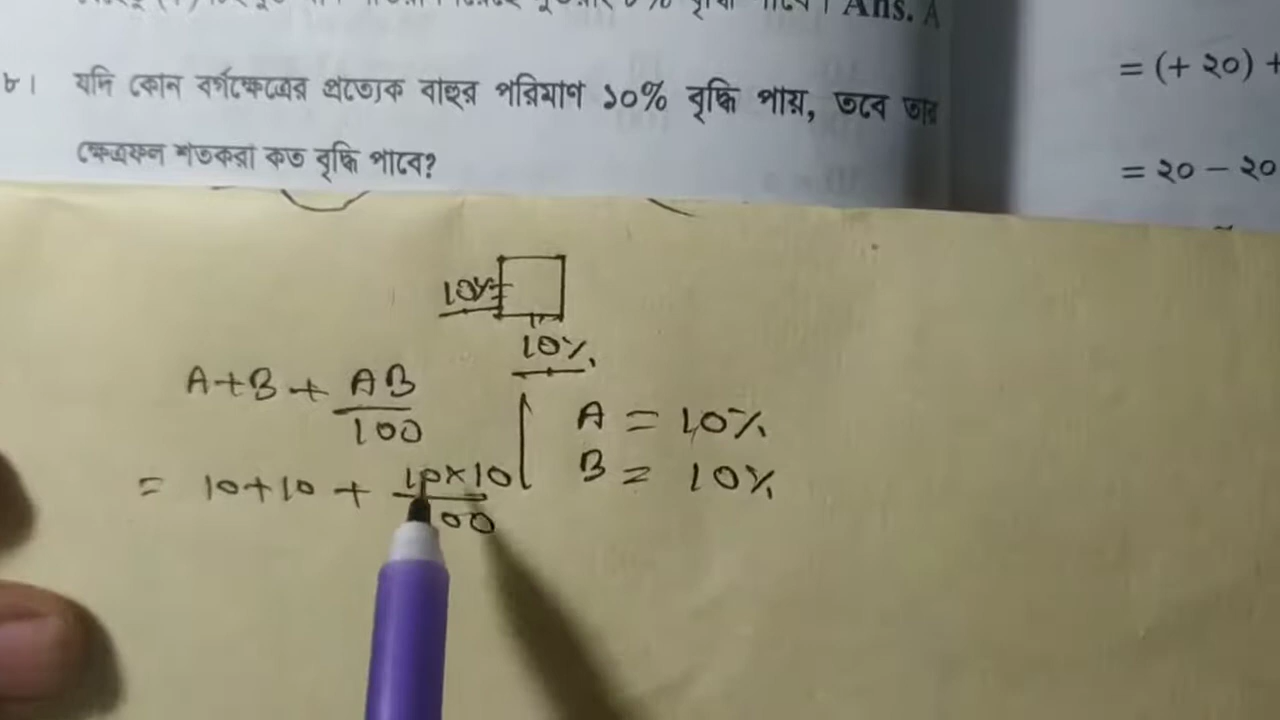 % বৃদ্ধি পাবে। Ans. A
৮। যদি কোন বর্গক্ষেত্রের প্রত্যেক বাহুর পরিমাণ ১০% বৃদ্ধি পায়, তবে তার
ক্ষেত্রফল শতকরা কত বৃদ্ধি পাবে?
= (+ ২০) +
= ২০ − ২০
10%
10%
A+B + AB
100
A = 10%
B = 10%
= 10+10 + 10×10
100